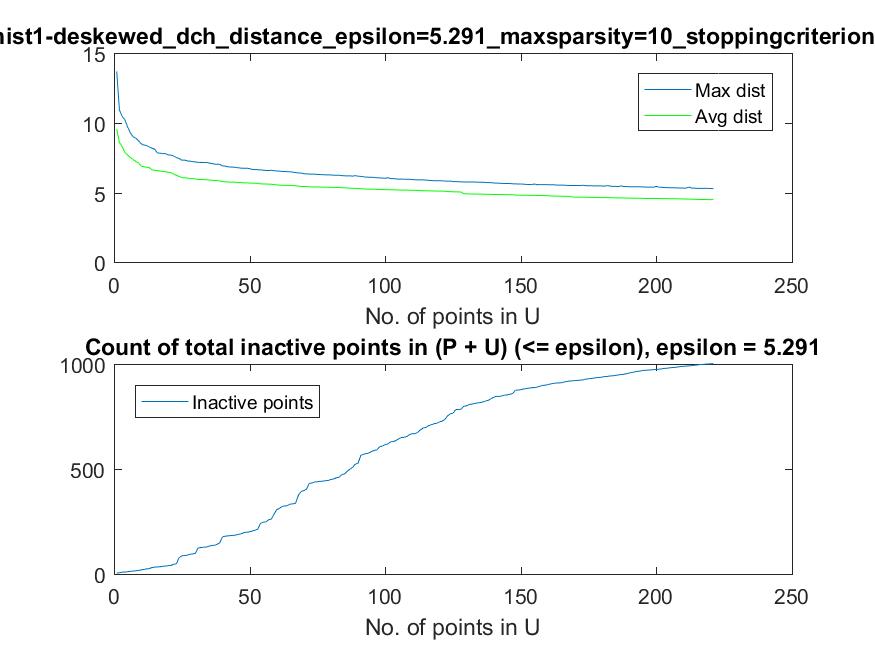 nist1-deskewed_dch_distance_epsilon=5.291_maxsparsity=10_stoppingcriterion
15
Max dist
Avg dist
10
5
0
0 50 100 150 200 250
No. of points in U
Count of total inactive points in (P + U) (<= epsilon), epsilon = 5.291
1000
Inactive points
500
0
0 50 100 150 200 250
No. of points in U